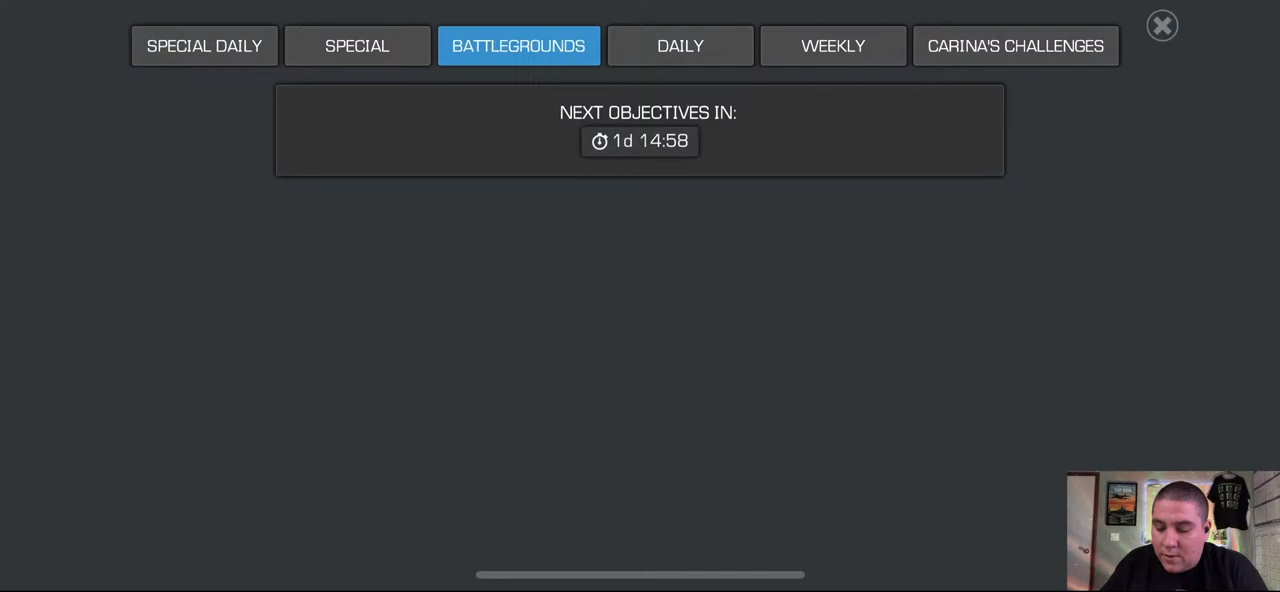 SPECIAL DAILY
SPECIAL
BATTLEGROUNDS
DAILY
WEEKLY
CARINA'S CHALLENGES
NEXT OBJECTIVES IN:
1d 14:58